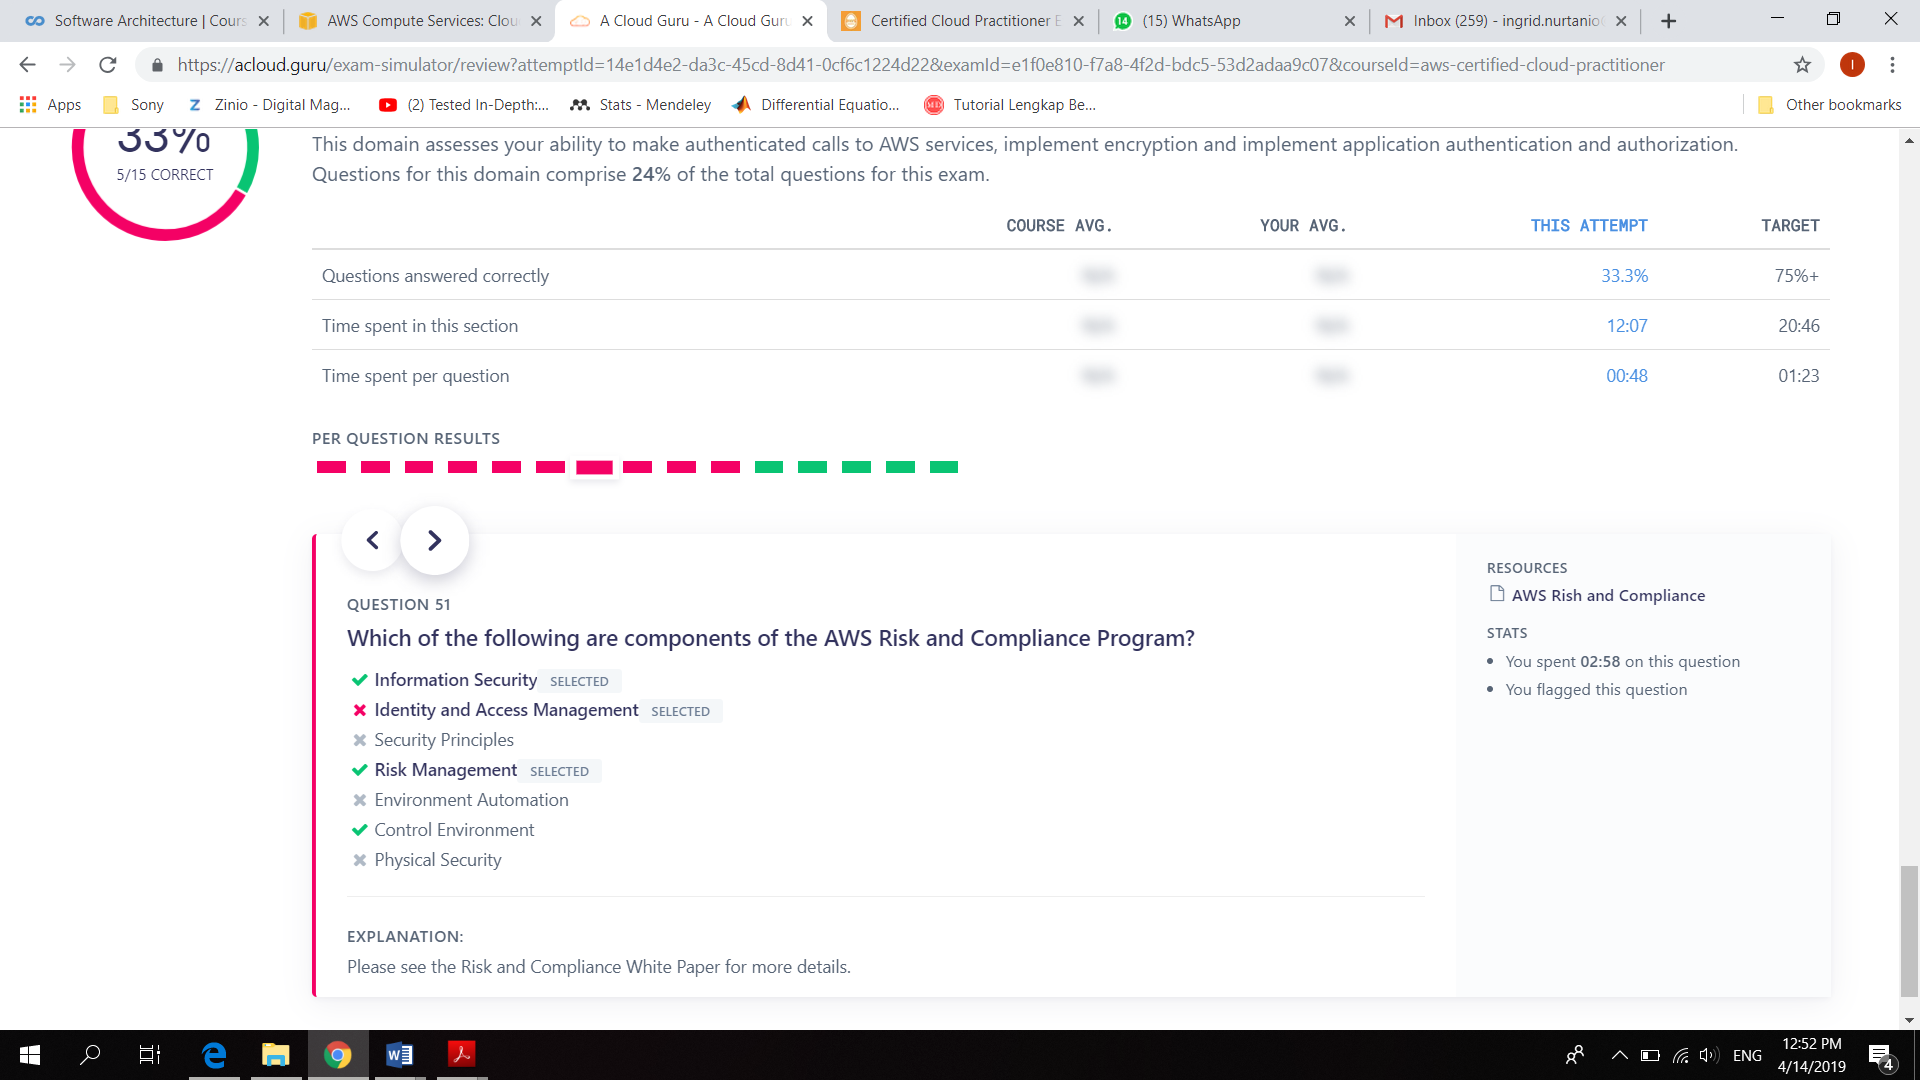 Software Architecture | Cours
AWS Compute Services: Clou
A Cloud Guru - A Cloud Guru
Certified Cloud Practitioner E
14
(15) WhatsApp
Inbox (259) - ingrid.nurtanio
https://acloud.guru/exam-simulator/review?attemptId=14e1d4e2-da3c-45cd-8d41-0cf6c1224d22&examId=e1f0e810-f7a8-4f2d-bdc5-53d2adaa9c07&courseId=aws-certified-cloud-practitioner
I
Apps
Sony
Z Zinio - Digital Mag...
(2) Tested In-Depth:...
Stats - Mendeley
Differential Equatio...
Tutorial Lengkap Be...
Other bookmarks
33%
5/15 CORRECT
This domain assesses your ability to make authenticated calls to AWS services, implement encryption and implement application authentication and authorization.
Questions for this domain comprise 24% of the total questions for this exam.
COURSE AVG. YOUR AVG. THIS ATTEMPT TARGET
Questions answered correctly 33.3% 75%+
Time spent in this section 12:07 20:46
Time spent per question 00:48 01:23
PER QUESTION RESULTS
QUESTION 51
Which of the following are components of the AWS Risk and Compliance Program?
Information Security SELECTED
Identity and Access Management SELECTED
Security Principles
Risk Management SELECTED
Environment Automation
Control Environment
Physical Security
EXPLANATION:
Please see the Risk and Compliance White Paper for more details.
RESOURCES
AWS Rish and Compliance
STATS
You spent 02:58 on this question
You flagged this question
ENG
12:52 PM
4/14/2019
4